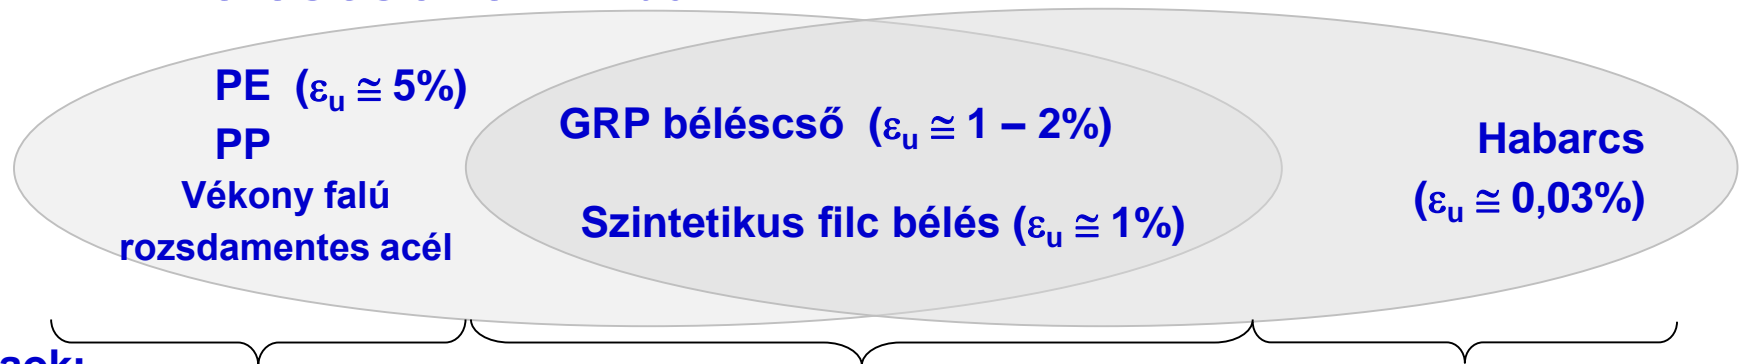 PE (εu ≅ 5%)
PP
Vékony falú
rozsdamentes acél
GRP béléscső (εu ≅ 1 – 2%)
Szintetikus filc bélés (εu ≅ 1%)
Habarcs
(εu ≅ 0,03%)